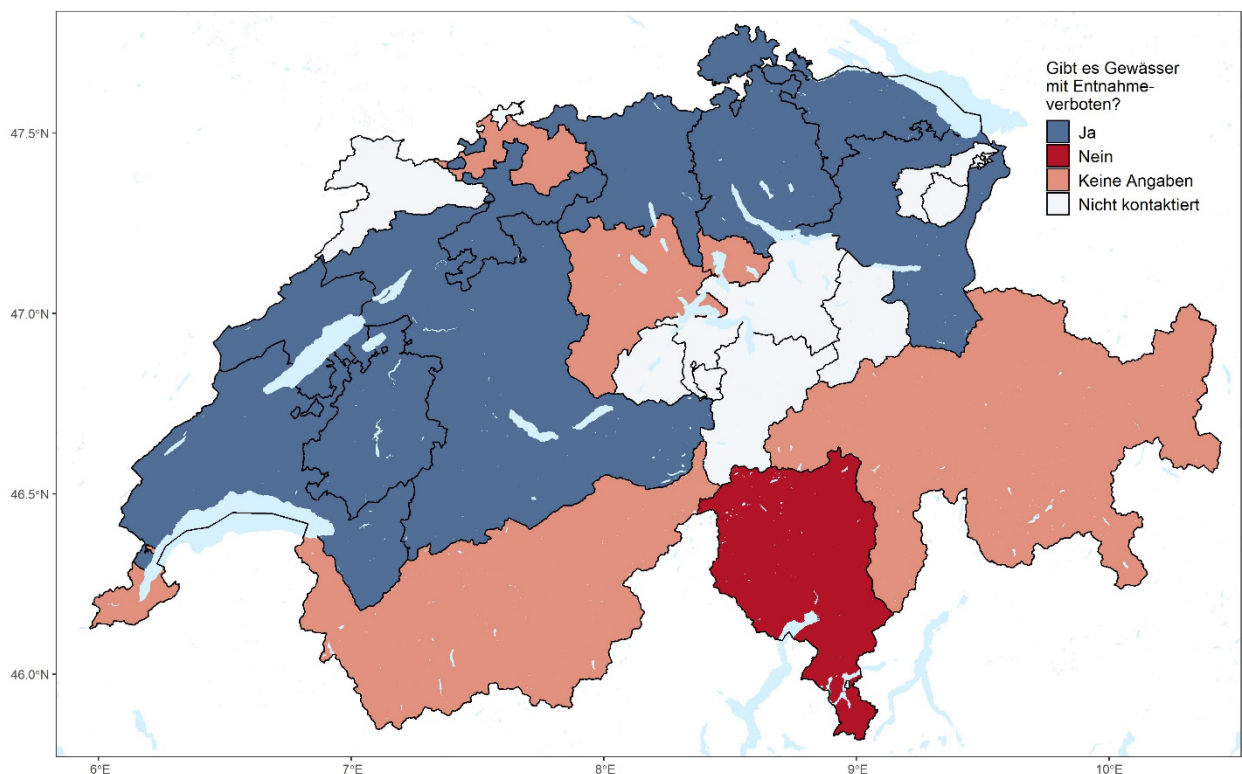 Gibt es Gewässer
mit Entnahme-
verboten?
Ja
Nein
Keine Angaben
Nicht kontaktiert
47.5°N
47.0°N
46.5°N
46.0°N
6°E
7°E
8°E
9°E
10°E